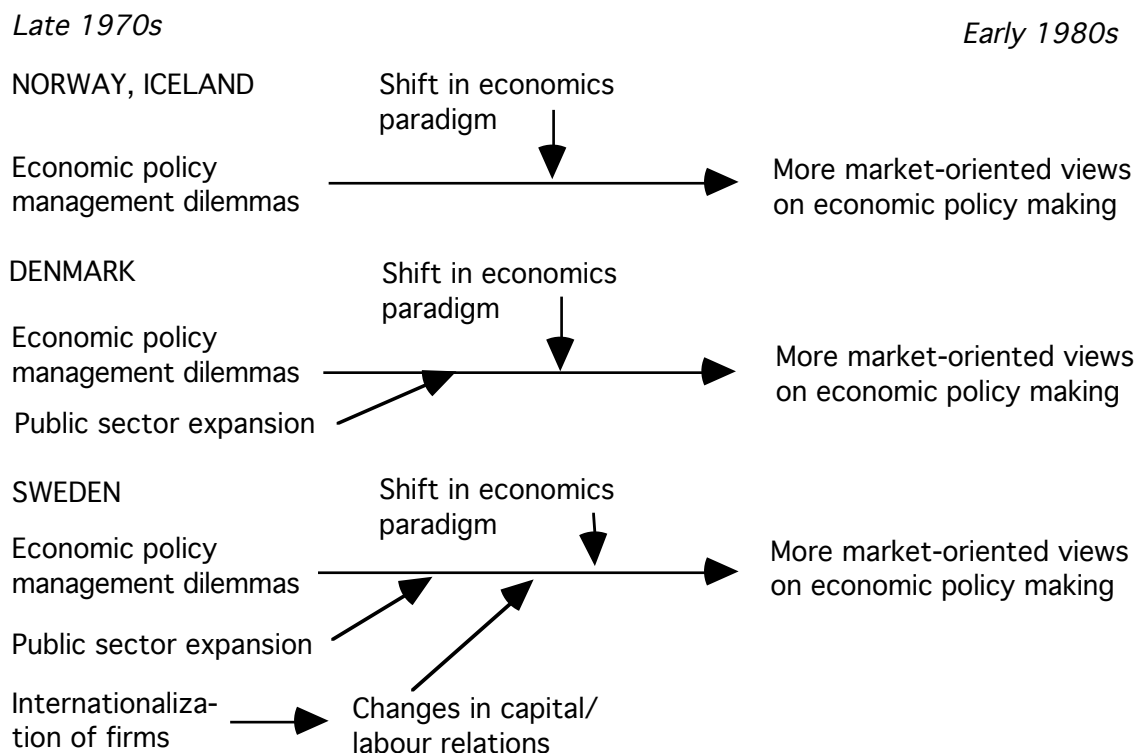 Late 1970s
Early 1980s
NORWAY, ICELAND
Shift in economics
paradigm
Economic policy
management dilemmas
More market-oriented views
on economic policy making
DENMARK
Shift in economics
paradigm
Economic policy
management dilemmas
More market-oriented views
on economic policy making
Public sector expansion
SWEDEN
Shift in economics
paradigm
Economic policy
management dilemmas
More market-oriented views
on economic policy making
Public sector expansion
Internationaliza-
tion of firms
Changes in capital/
labour relations